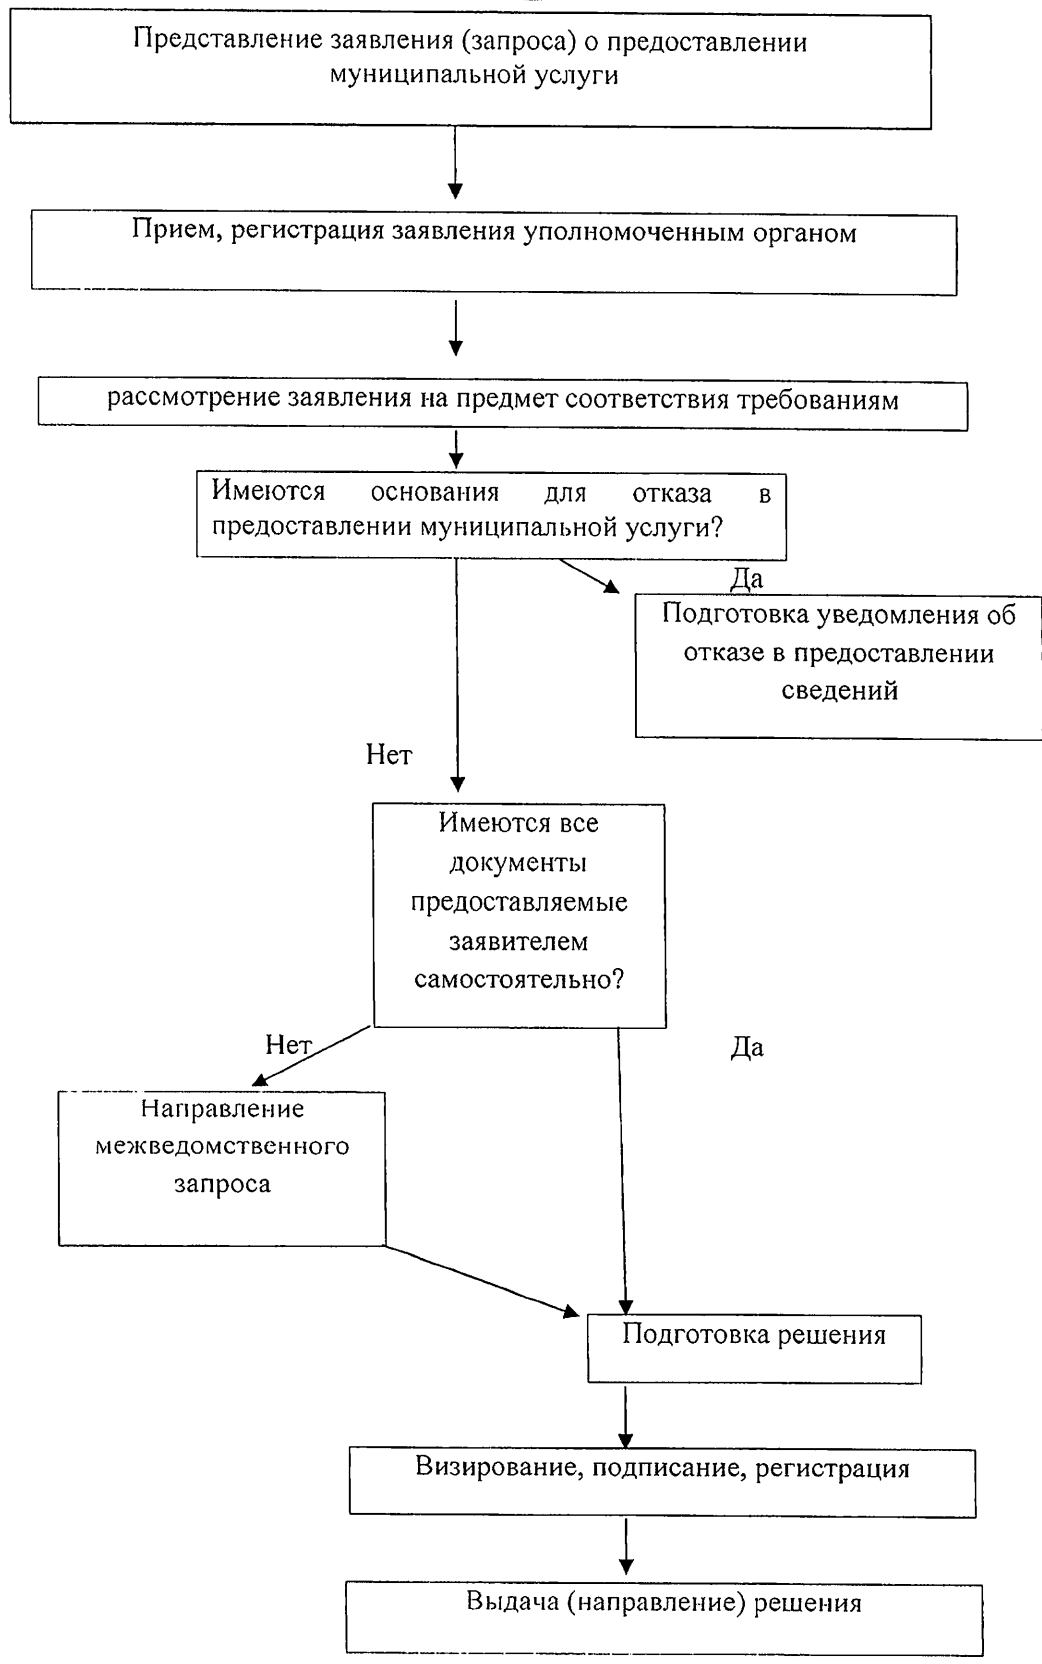 Представление заявления (запроса) о предоставлении
муниципальной услуги
Прием, регистрация заявления уполномоченным органом
рассмотрение заявления на предмет соответствия требованиям
Имеются основания для отказа в
предоставлении муниципальной услуги?
Да
Подготовка уведомления об
отказе в предоставлении
сведений
Нет
Имеются все
документы
предоставляемые
заявителем
самостоятельно?
Нет
Да
Направление
межведомственного
запроса
Подготовка решения
Визирование, подписание, регистрация
Выдача (направление) решения